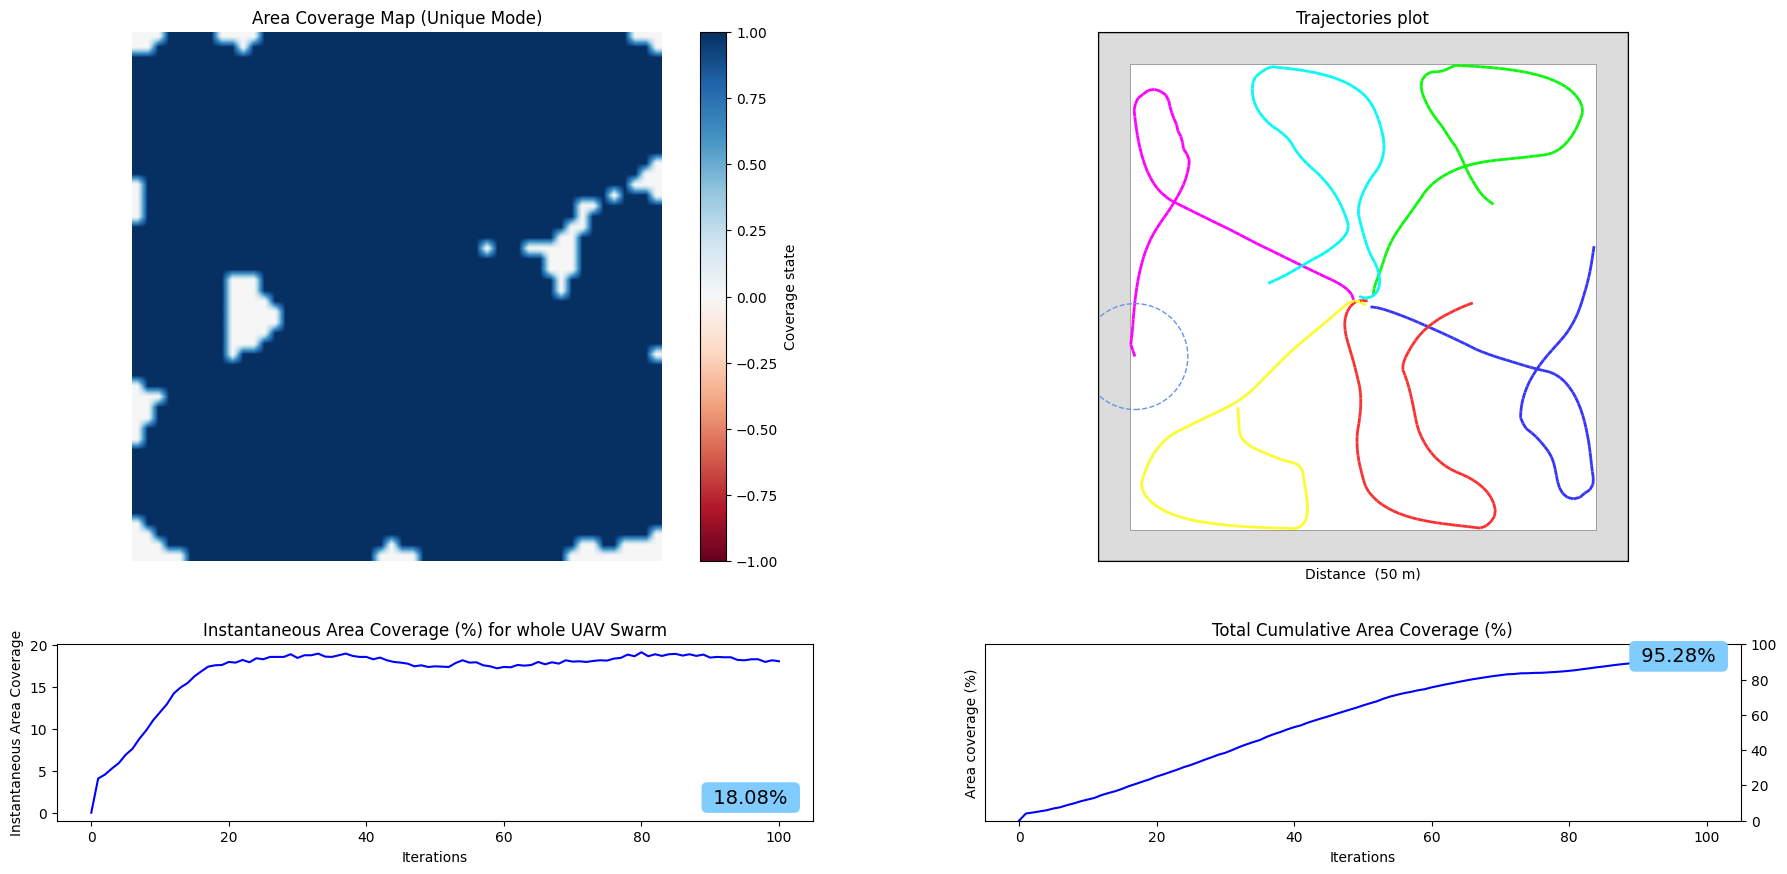 Area Coverage Map (Unique Mode)
1.00
0.75
0.50
0.25
0.00
−0.25
−0.50
−0.75
−1.00
Coverage state
Trajectories plot
Distance  (50 m)
Instantaneous Area Coverage (%) for whole UAV Swarm
Instantaneous Area Coverage
20
15
10
5
0
18.08%
0 20 40 60 80 100
Iterations
Total Cumulative Area Coverage (%)
Area coverage (%)
95.28%
100
80
60
40
20
0
0 20 40 60 80 100
Iterations